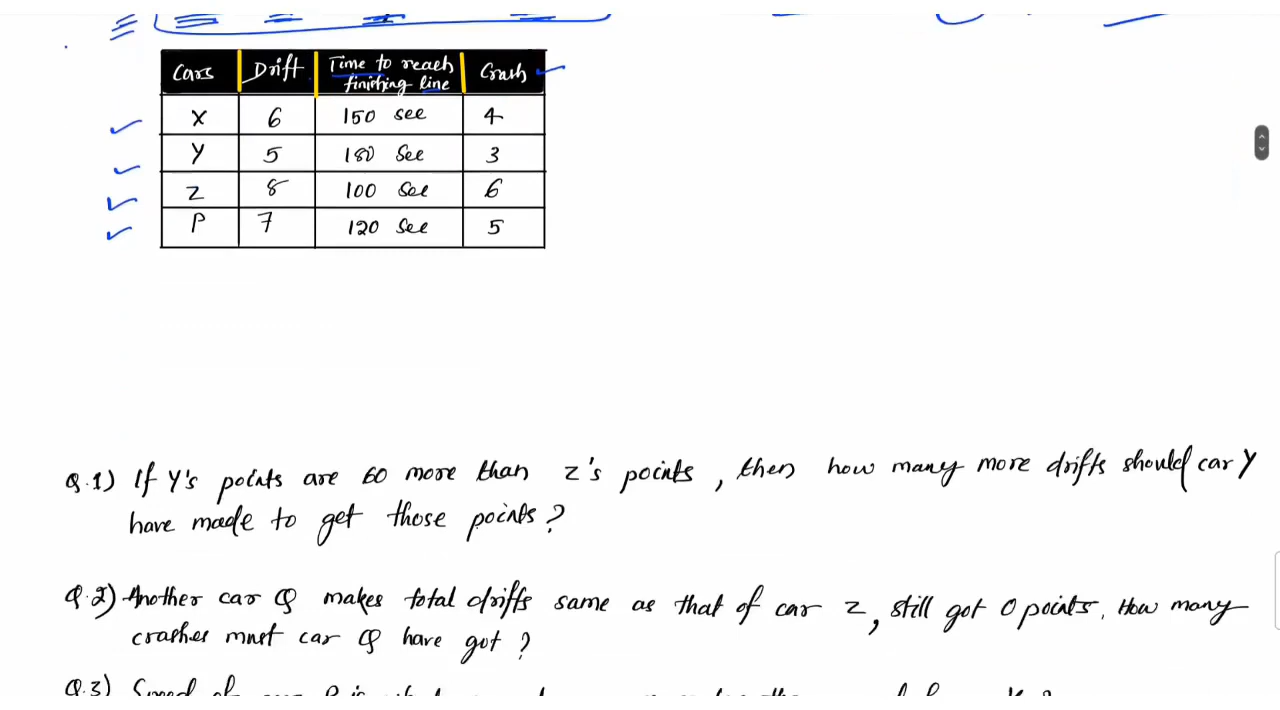 Cars Drift Time to reach finishing line Crash
X 6 150 sec 4
Y 5 180 Sec 3
Z 8 100 Sec 6
P 7 120 Sec 5
Q.1) If Y's points are 60 more than z's points, then how many more drifts should car Y
have made to get those points?
Q.2) Another car Q makes total driffs same as that of car z, still got 0 points. How many
crashes must car Q have got?
Q.3)